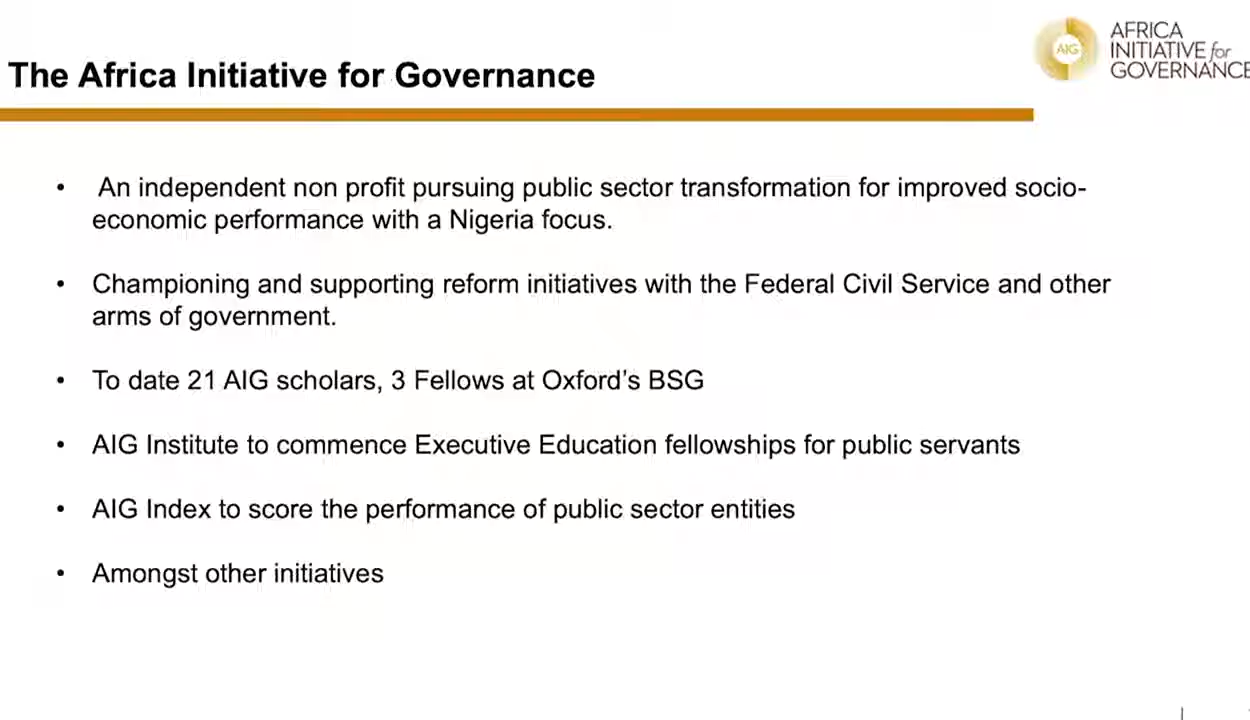 AFRICA
INITIATIVE for
GOVERNANCE
AIG
The Africa Initiative for Governance
• An independent non profit pursuing public sector transformation for improved socio-
economic performance with a Nigeria focus.
• Championing and supporting reform initiatives with the Federal Civil Service and other
arms of government.
• To date 21 AIG scholars, 3 Fellows at Oxford’s BSG
• AIG Institute to commence Executive Education fellowships for public servants
• AIG Index to score the performance of public sector entities
• Amongst other initiatives